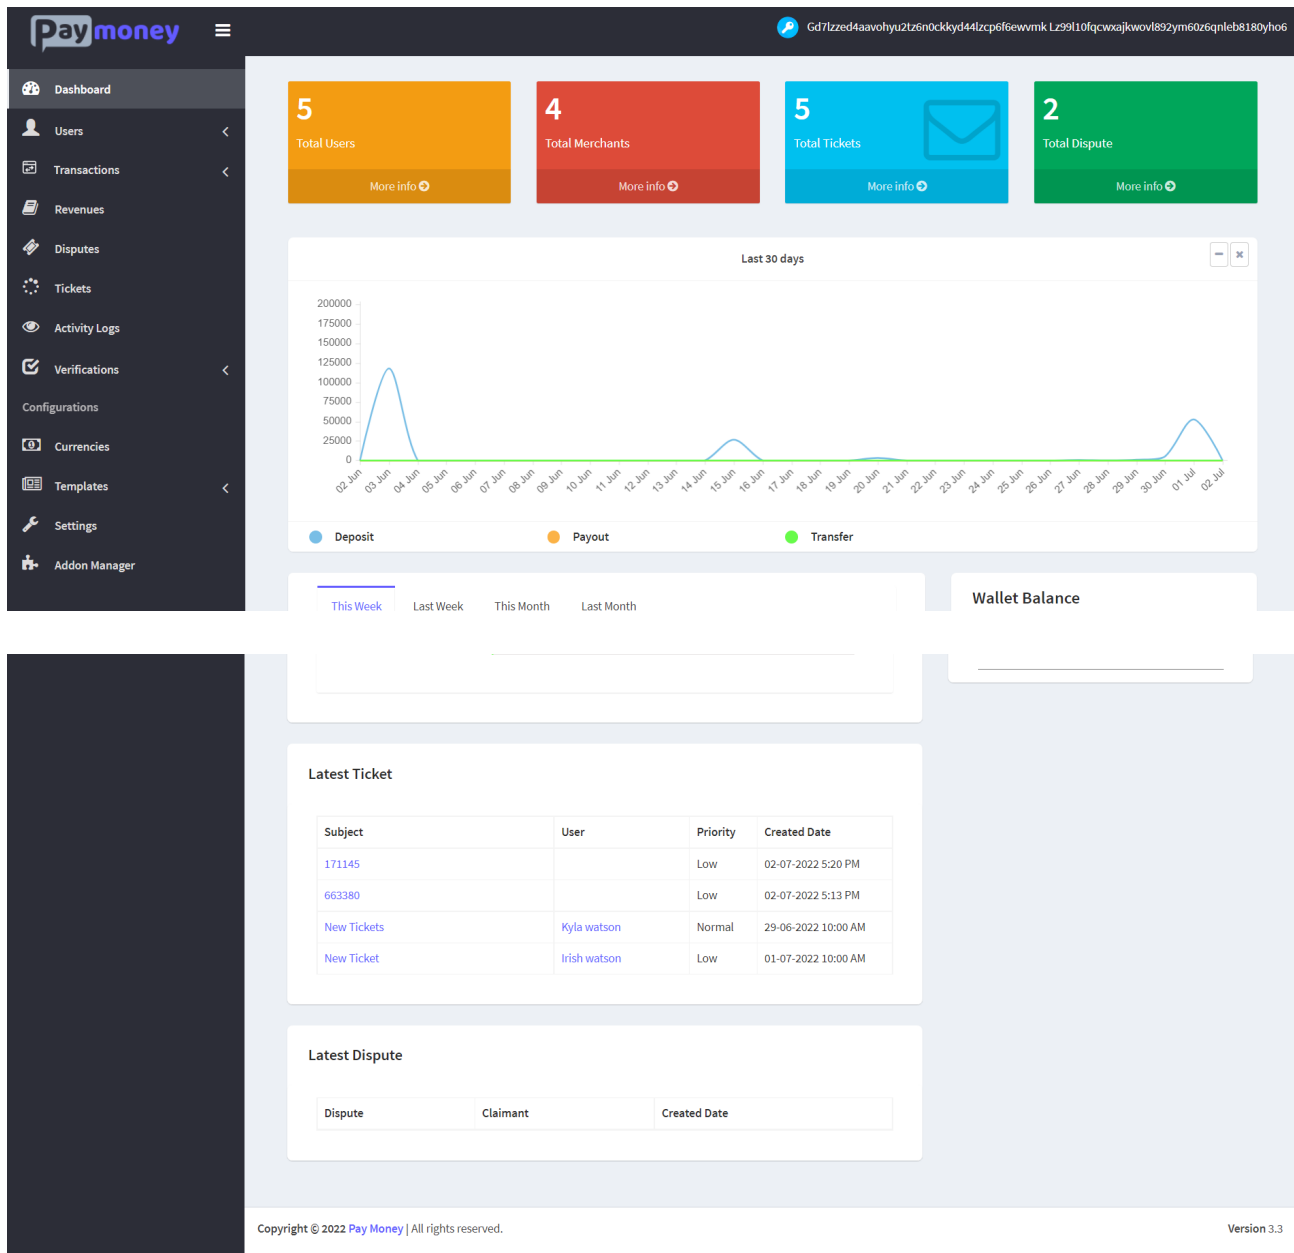 Pay money
Gd7lzzed4aavohyu2tz6n0ckkyd44lzcp6f6ewvmk Lz99l10fqcwxajkwovl892ym60z6qnleb8180yho6
Dashboard
Users
Transactions
Revenues
Disputes
Tickets
Activity Logs
Verifications
Configurations
Currencies
Templates
Settings
Addon Manager
5
Total Users
More info
4
Total Merchants
More info
5
Total Tickets
More info
2
Total Dispute
More info
Last 30 days
200000
175000
150000
125000
100000
75000
50000
25000
0
02 Jun 03 Jun 04 Jun 05 Jun 06 Jun 07 Jun 08 Jun 09 Jun 10 Jun 11 Jun 12 Jun 13 Jun 14 Jun 15 Jun 16 Jun 17 Jun 18 Jun 19 Jun 20 Jun 21 Jun 22 Jun 23 Jun 24 Jun 25 Jun 26 Jun 27 Jun 28 Jun 29 Jun 30 Jun 01 Jul 02 Jul
Deposit Payout Transfer
This Week Last Week This Month Last Month
Wallet Balance
Latest Ticket
Subject User Priority Created Date
171145 Low 02-07-2022 5:20 PM
663380 Low 02-07-2022 5:13 PM
New Tickets Kyla watson Normal 29-06-2022 10:00 AM
New Ticket Irish watson Low 01-07-2022 10:00 AM
Latest Dispute
Dispute Claimant Created Date
Copyright © 2022 Pay Money | All rights reserved.
Version 3.3